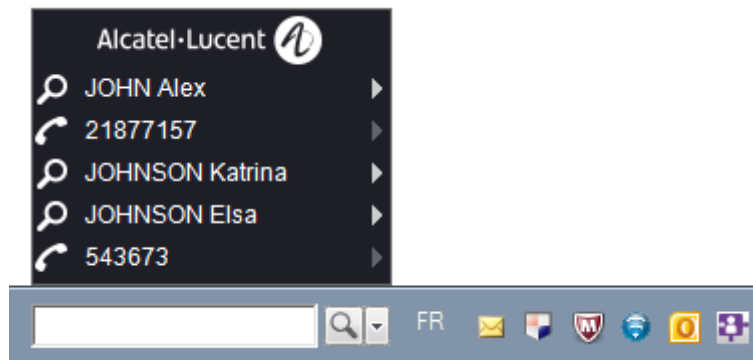 Alcatel·Lucent
JOHN Alex
21877157
JOHNSON Katrina
JOHNSON Elsa
543673
FR